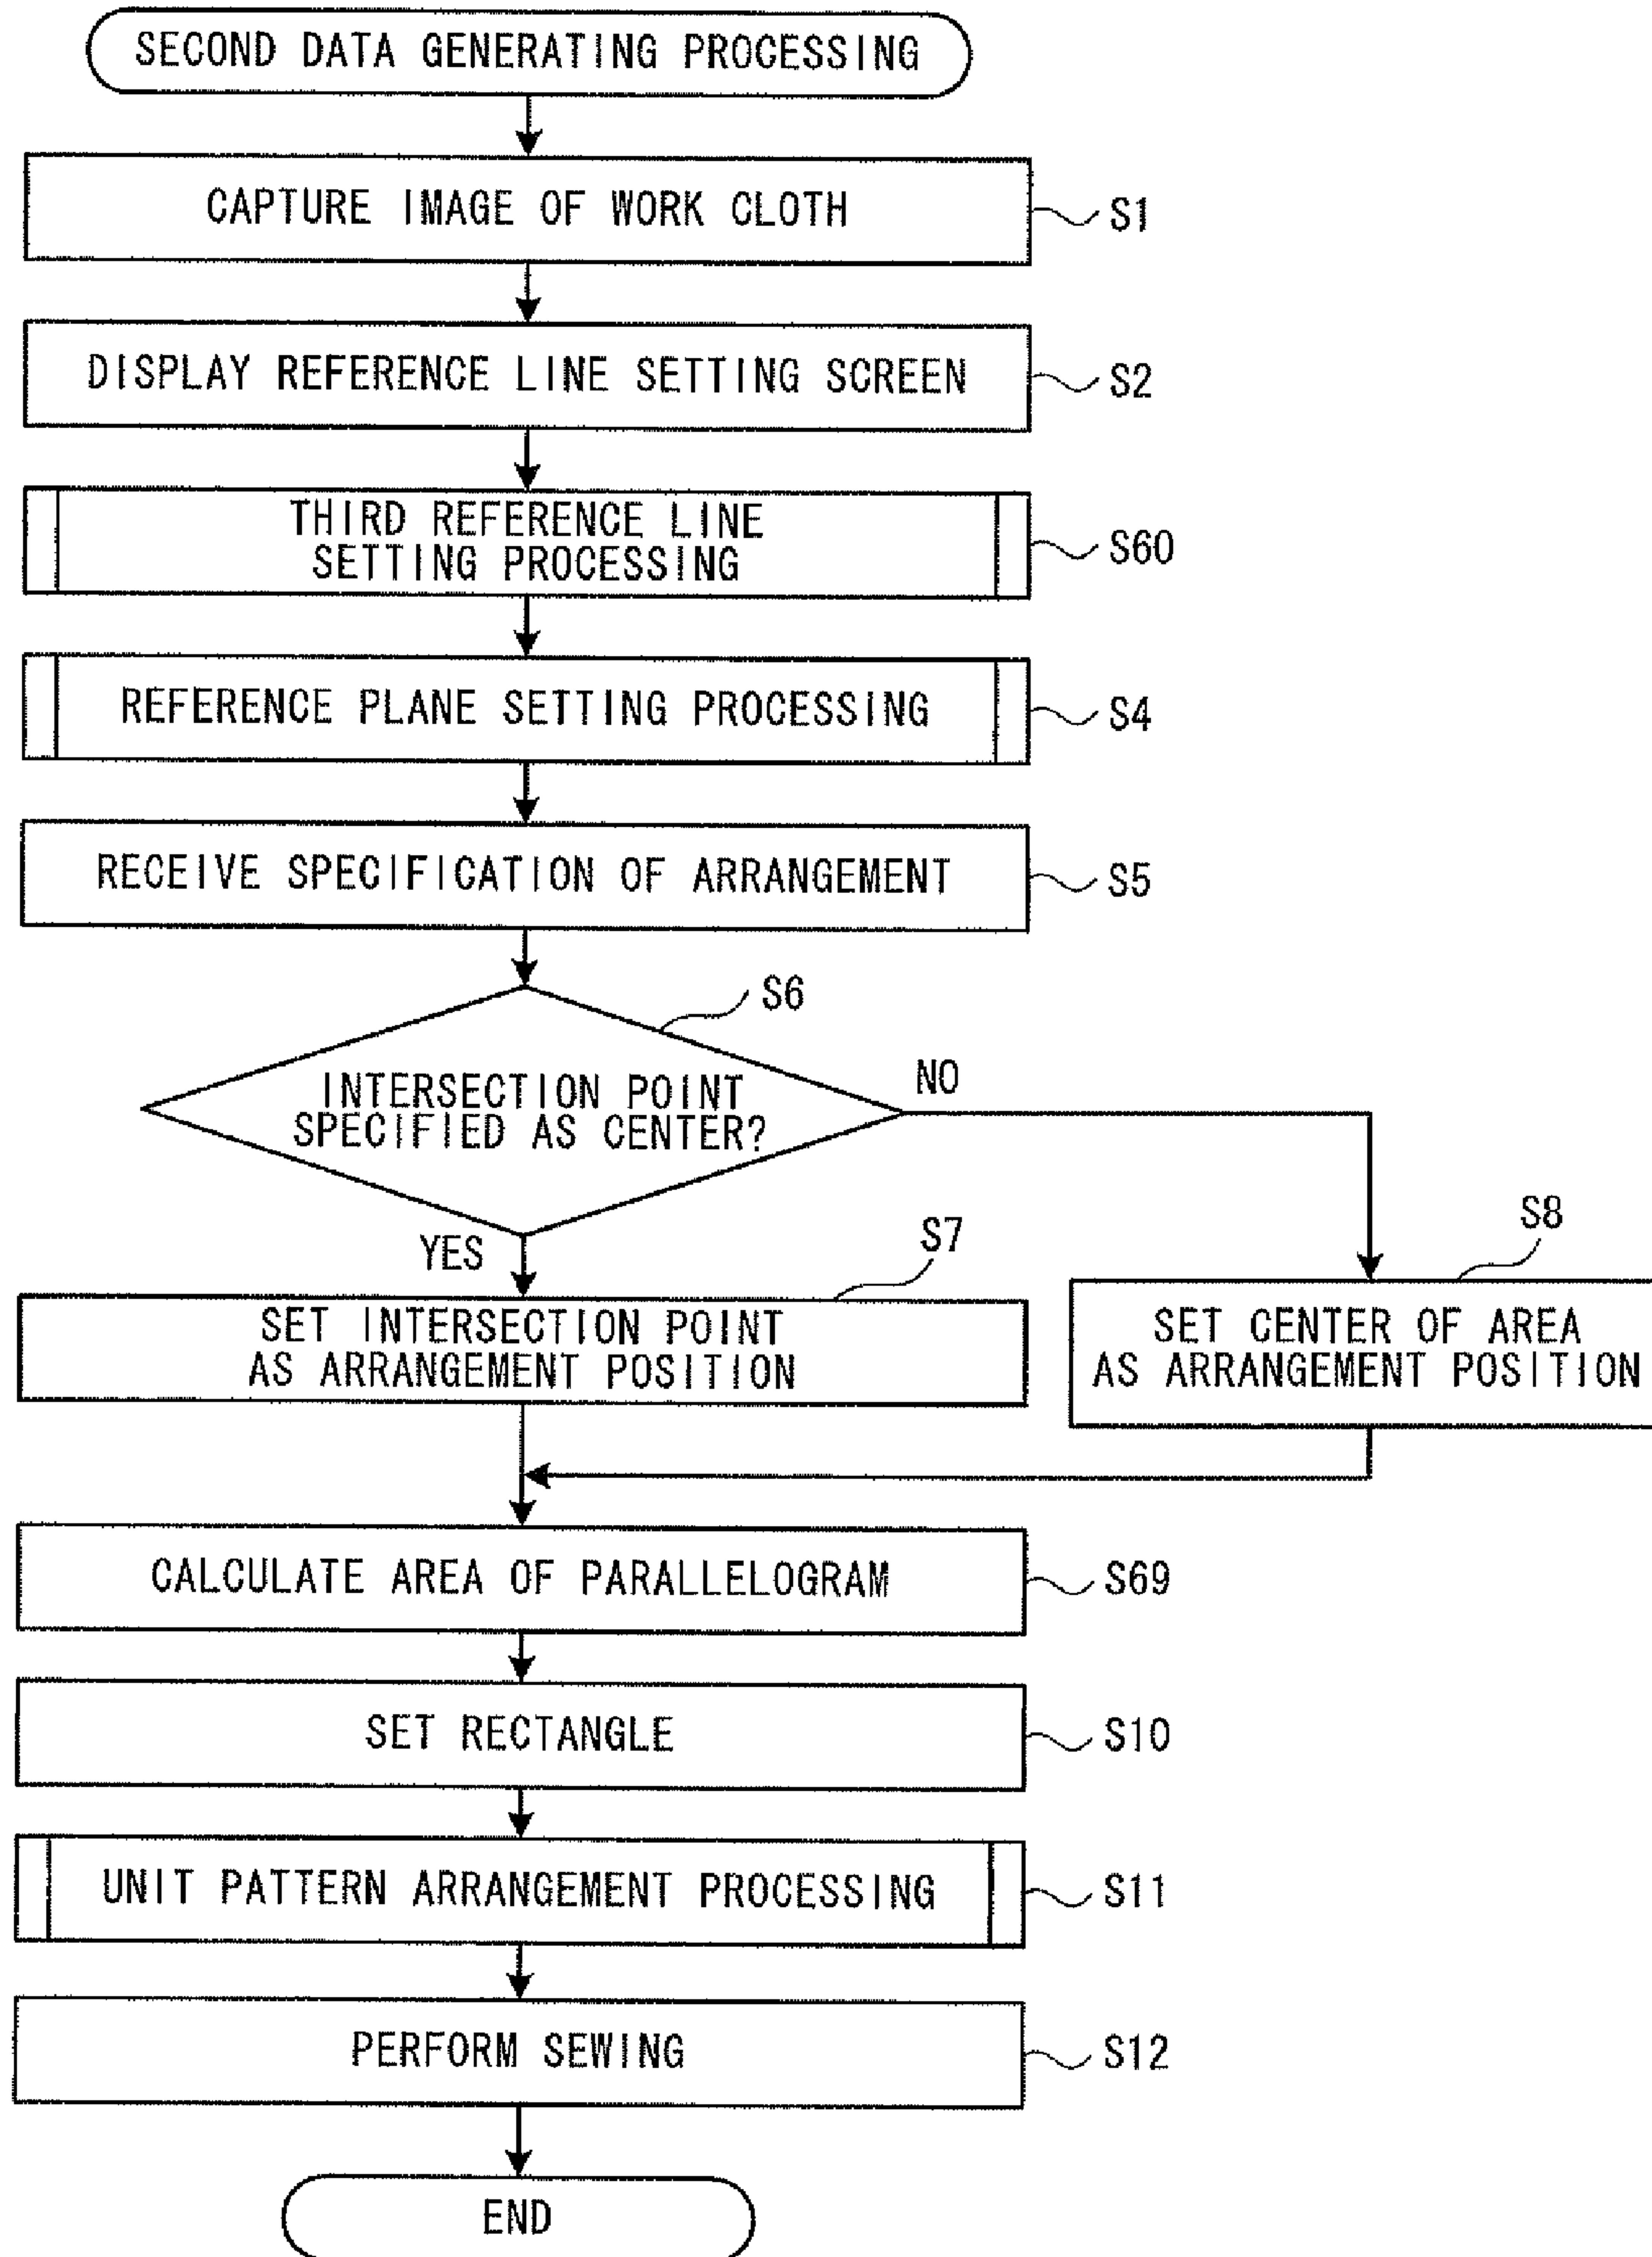 SECOND DATA GENERATING PROCESSING
CAPTURE IMAGE OF WORK CLOTH
S1
DISPLAY REFERENCE LINE SETTING SCREEN
S2
THIRD REFERENCE LINE
SETTING PROCESSING
S60
REFERENCE PLANE SETTING PROCESSING
S4
RECEIVE SPECIFICATION OF ARRANGEMENT
S5
S6
INTERSECTION POINT
SPECIFIED AS CENTER?
NO
YES
S7
SET INTERSECTION POINT
AS ARRANGEMENT POSITION
S8
SET CENTER OF AREA
AS ARRANGEMENT POSITION
CALCULATE AREA OF PARALLELOGRAM
S69
SET RECTANGLE
S10
UNIT PATTERN ARRANGEMENT PROCESSING
S11
PERFORM SEWING
S12
END